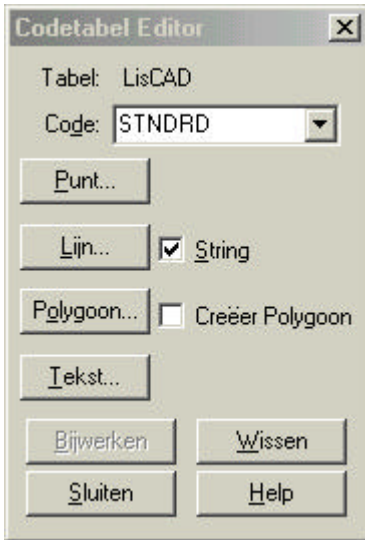 Codetabel Editor
Tabel: LisCAD
Code: STNDRD
Punt...
Lijn... String
Polygoon... Creëer Polygoon
Tekst...
Bijwerken Wissen
Sluiten Help